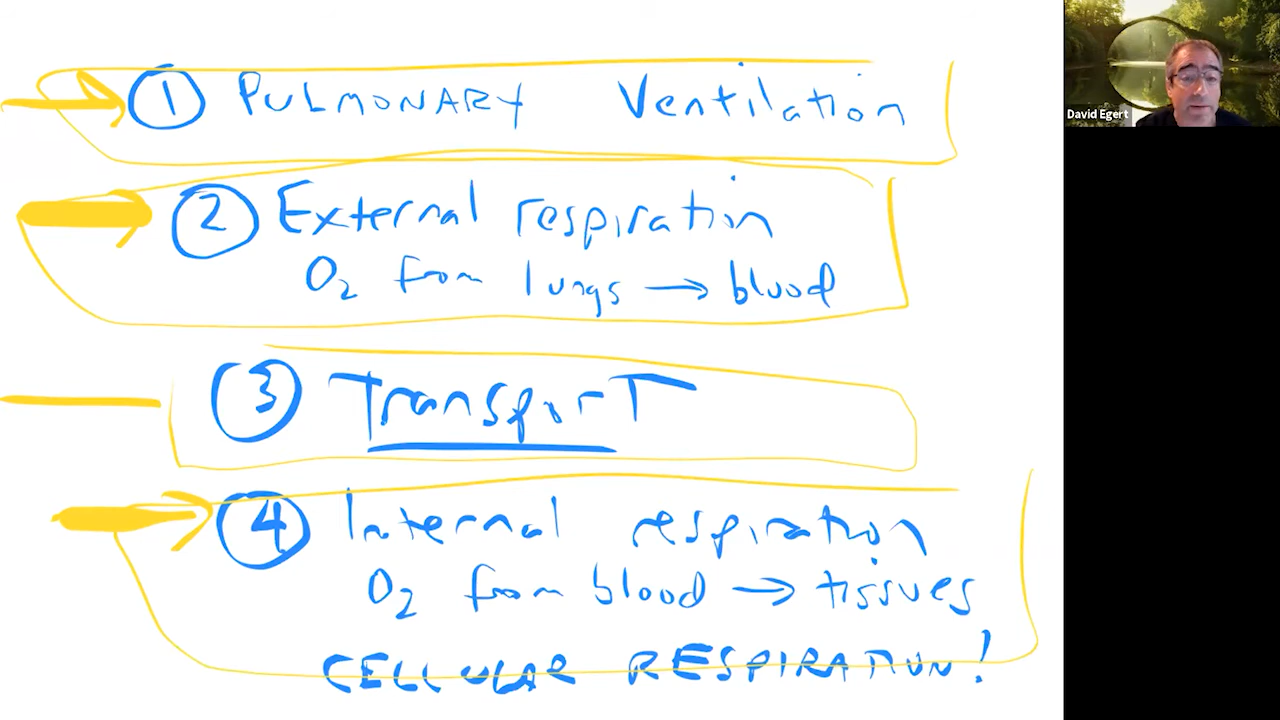 1 PULMONARY Ventilation
2 External respiration
O2 from lungs → blood
3 TransporT
4 Internal respiration
O2 from blood → tissues
CELLULAR RESPIRATION!
David Egert